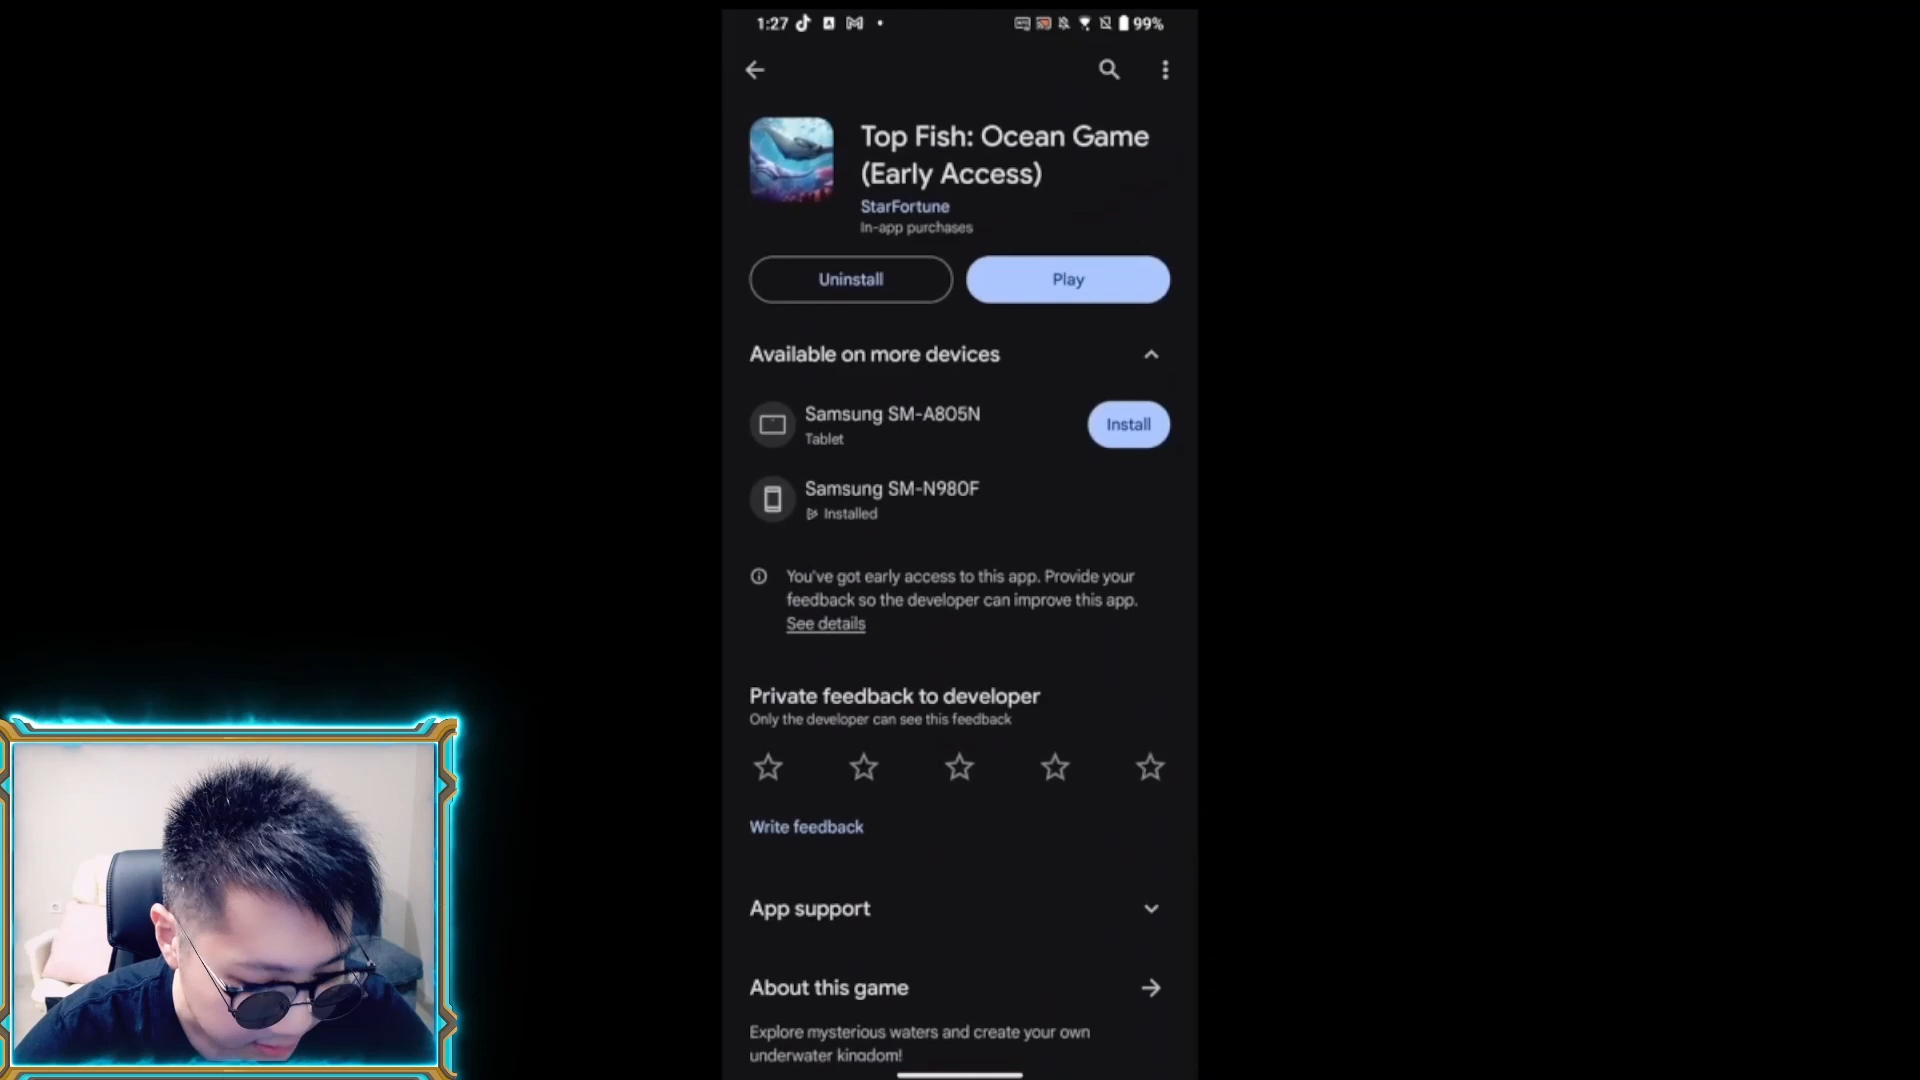 1:27
99%
Top Fish: Ocean Game
(Early Access)
StarFortune
In-app purchases
Uninstall
Play
Available on more devices
Samsung SM-A805N
Tablet
Install
Samsung SM-N980F
Installed
You've got early access to this app. Provide your
feedback so the developer can improve this app.
See details
Private feedback to developer
Only the developer can see this feedback
Write feedback
App support
About this game
Explore mysterious waters and create your own
underwater kingdom!